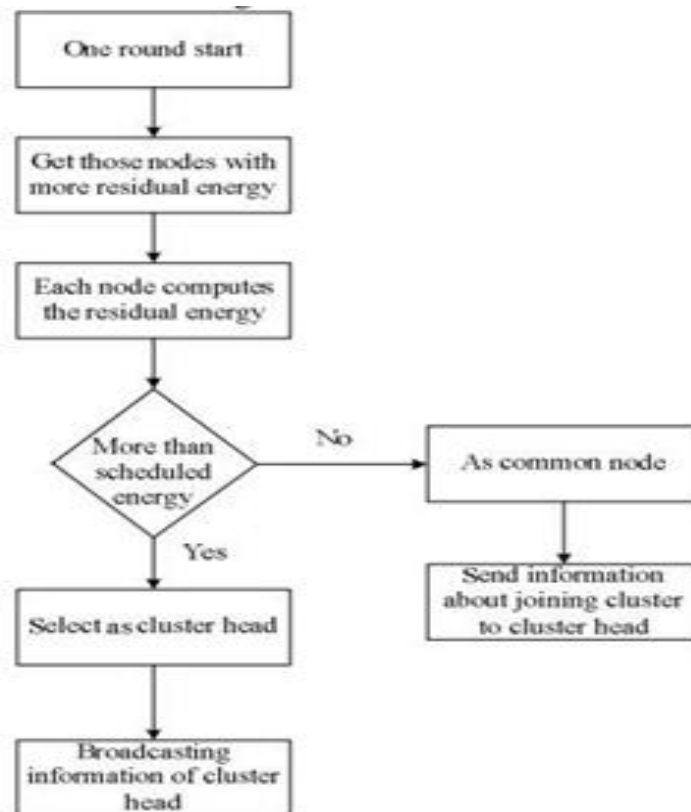 One round start
Get those nodes with
more residual energy
Each node computes
the residual energy
More than
scheduled
energy
No
As common node
Yes
Send information
about joining cluster
to cluster head
Select as cluster head
Broadcasting
information of cluster
head